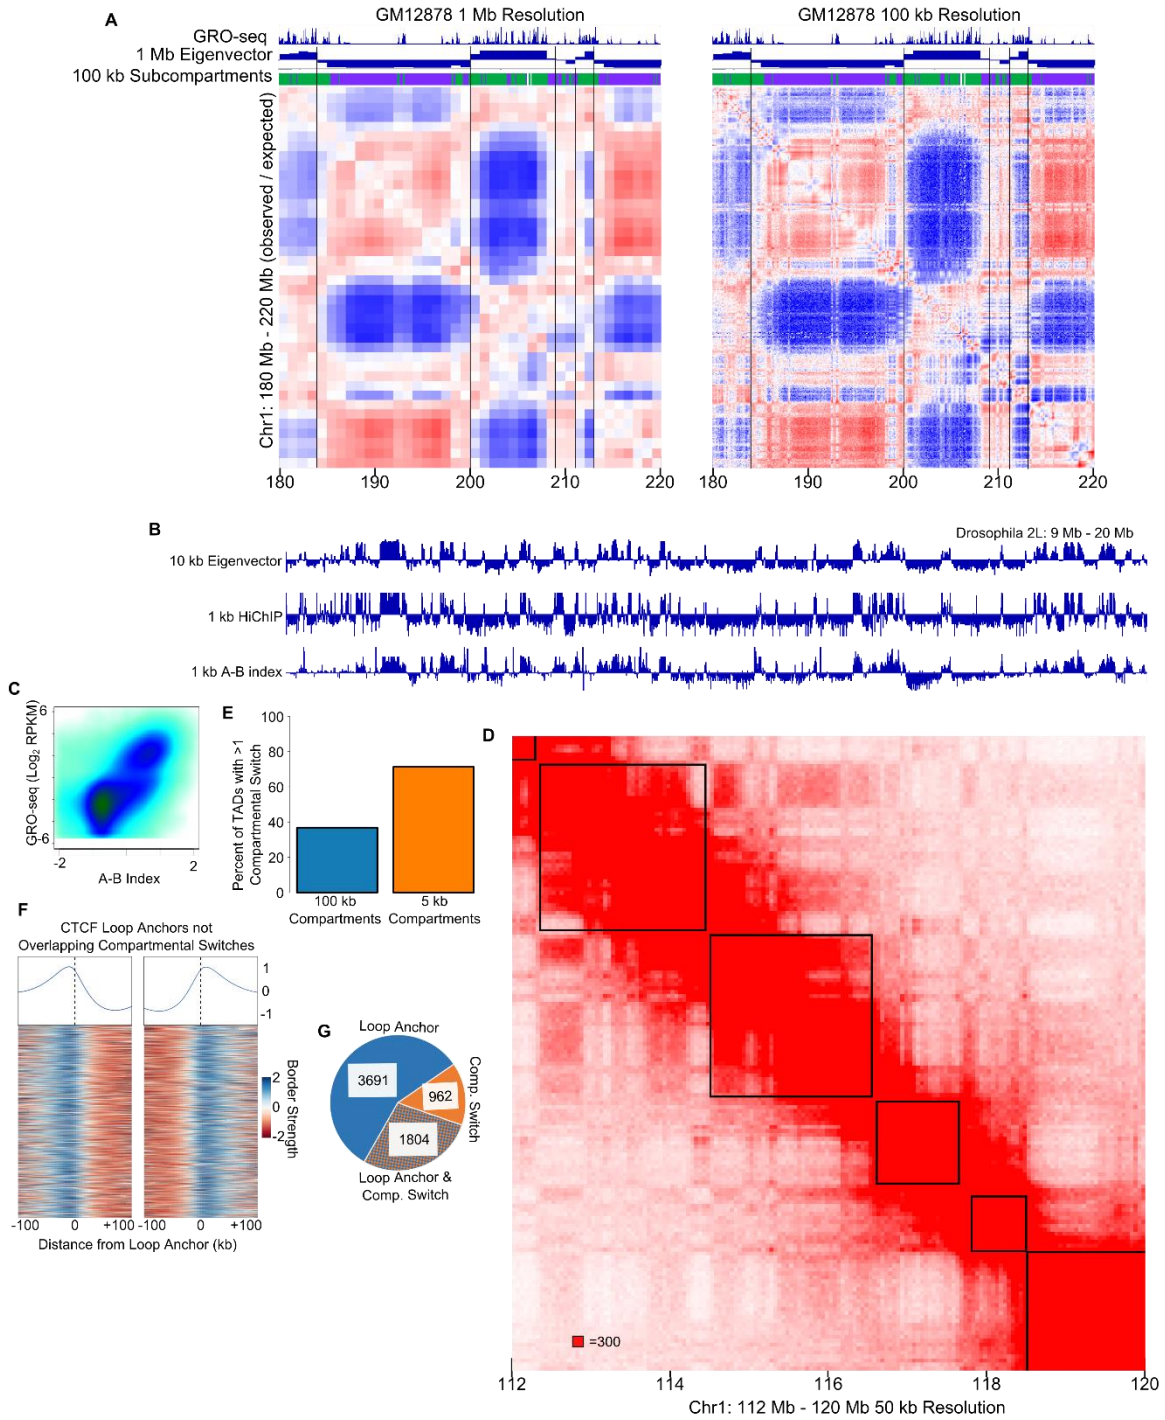 A
GM12878 1 Mb Resolution
GM12878 100 kb Resolution
GRO-seq
1 Mb Eigenvector
100 kb Subcompartments
Chr1: 180 Mb - 220 Mb (observed / expected)
180 190 200 210 220
180 190 200 210 220
B
Drosophila 2L: 9 Mb - 20 Mb
10 kb Eigenvector
1 kb HiChIP
1 kb A-B index
C
GRO-seq (Log2 RPKM)
6
-6
-2 2
A-B Index
E
Percent of TADs with >1
Compartmental Switch
100
80
60
40
20
0
100 kb
Compartments
5 kb
Compartments
D
=300
112 114 116 118 120
Chr1: 112 Mb - 120 Mb 50 kb Resolution
F
CTCF Loop Anchors not
Overlapping Compartmental Switches
1
0
-1
Border Strength
2
0
-2
-100 0 +100
-100 0 +100
Distance from Loop Anchor (kb)
G
Loop Anchor
3691
Comp. Switch
962
1804
Loop Anchor &
Comp. Switch